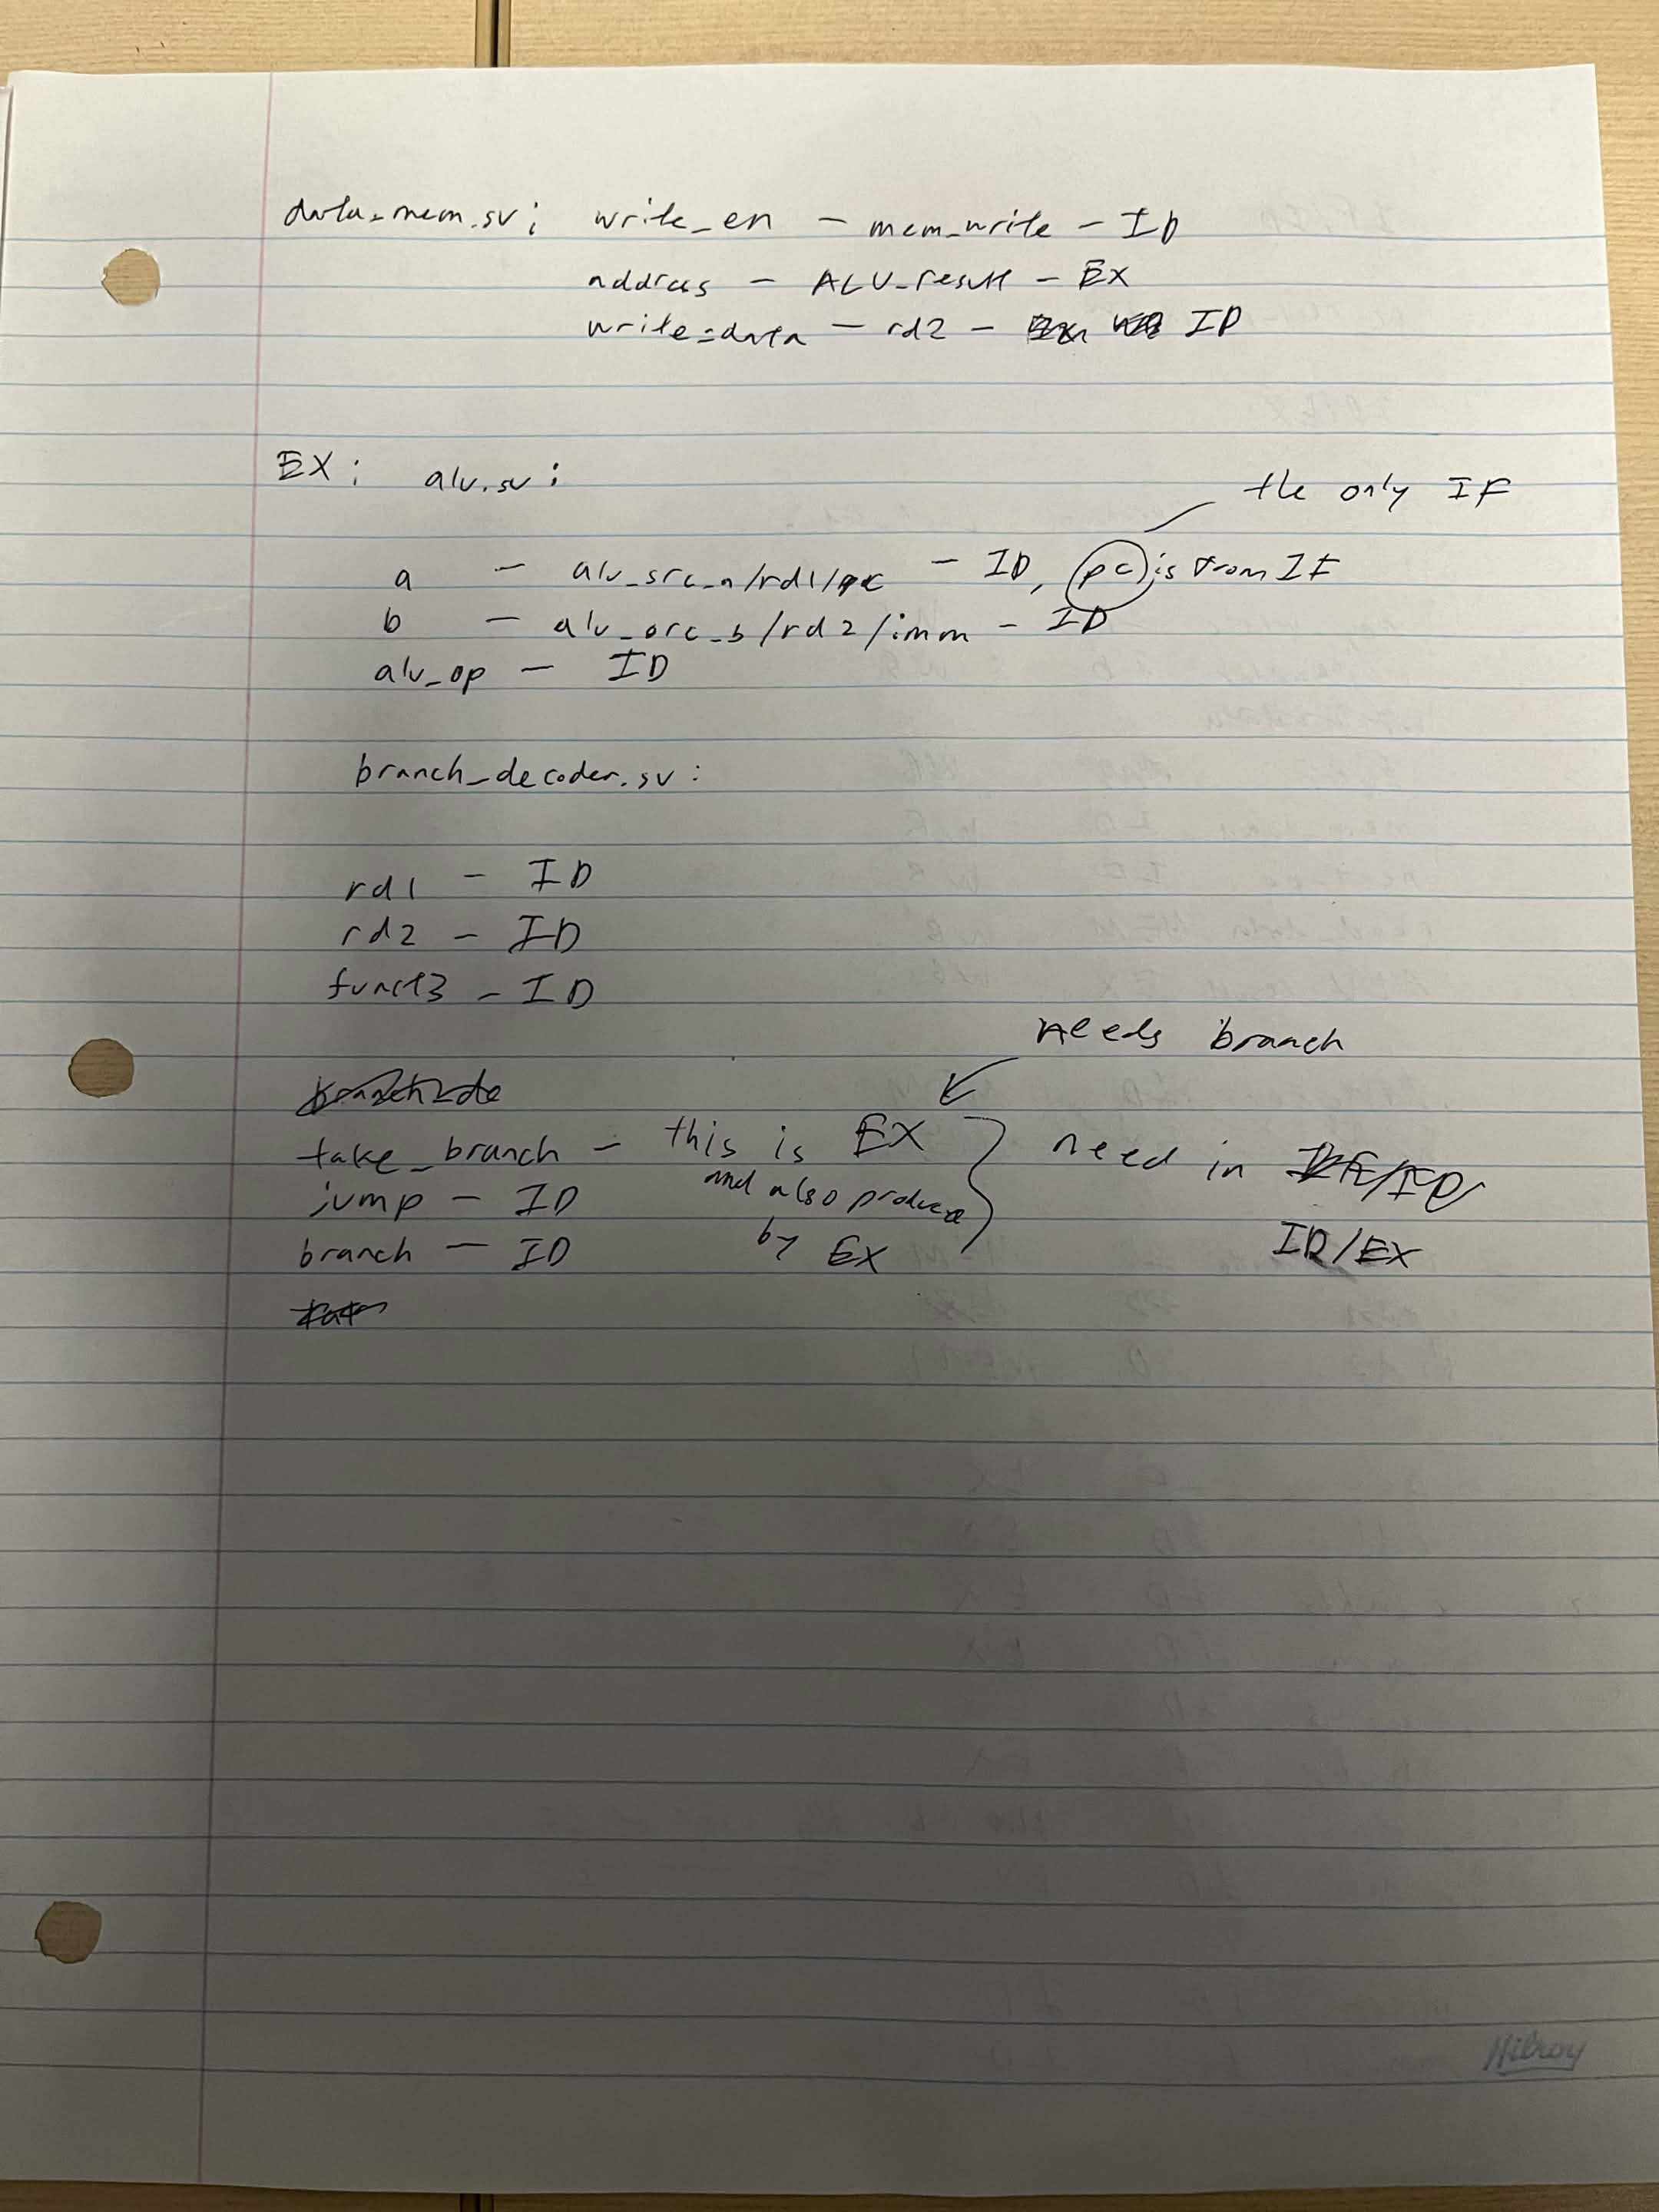 data_mem.sv; write_en - mem_write - ID
address - ALU_result - EX
write_data - rd2 - ID
EX: alu.sv:
the only IF
a - alu_src_a/rd1/pc - ID, pc is from IF
b - alu_src_b/rd2/imm - ID
alu_op - ID
branch_decoder.sv:
rd1 - ID
rd2 - ID
funct3 - ID
needs branch
take_branch - this is EX need in IF/ID
jump - ID and also produce
branch - ID by EX ID/EX
Hilroy